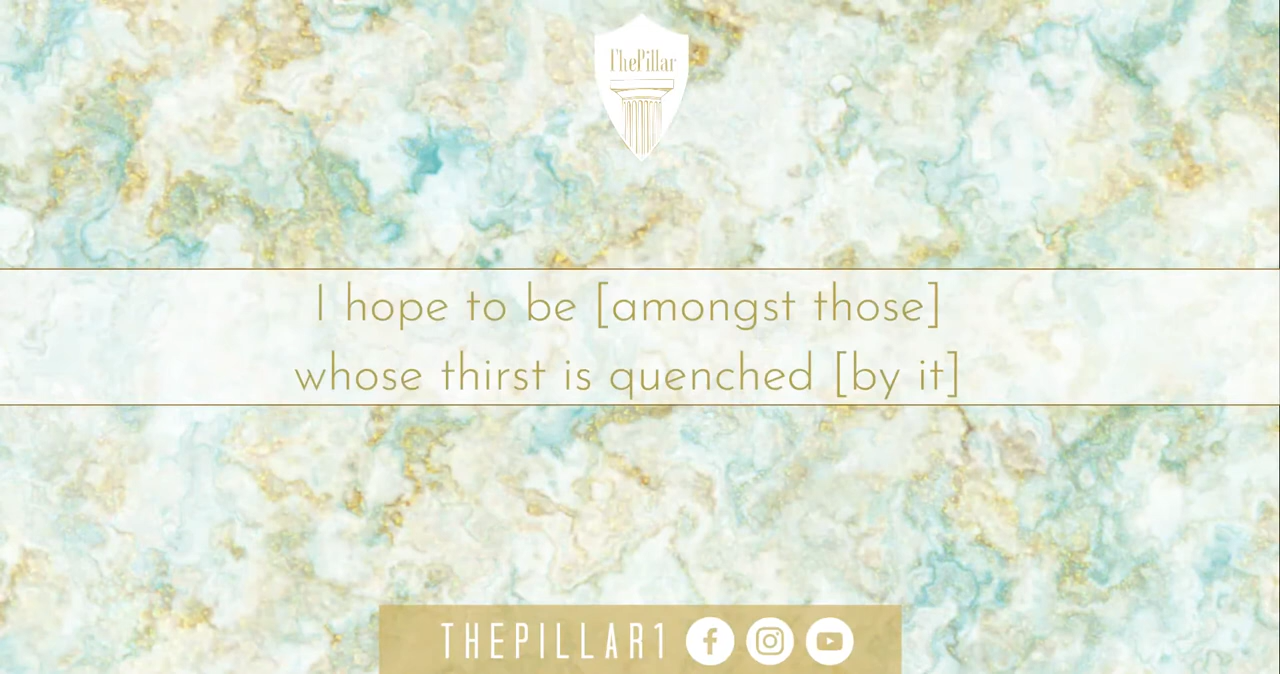 ThePillar
I hope to be [amongst those]
whose thirst is quenched [by it]
THEPILLAR1